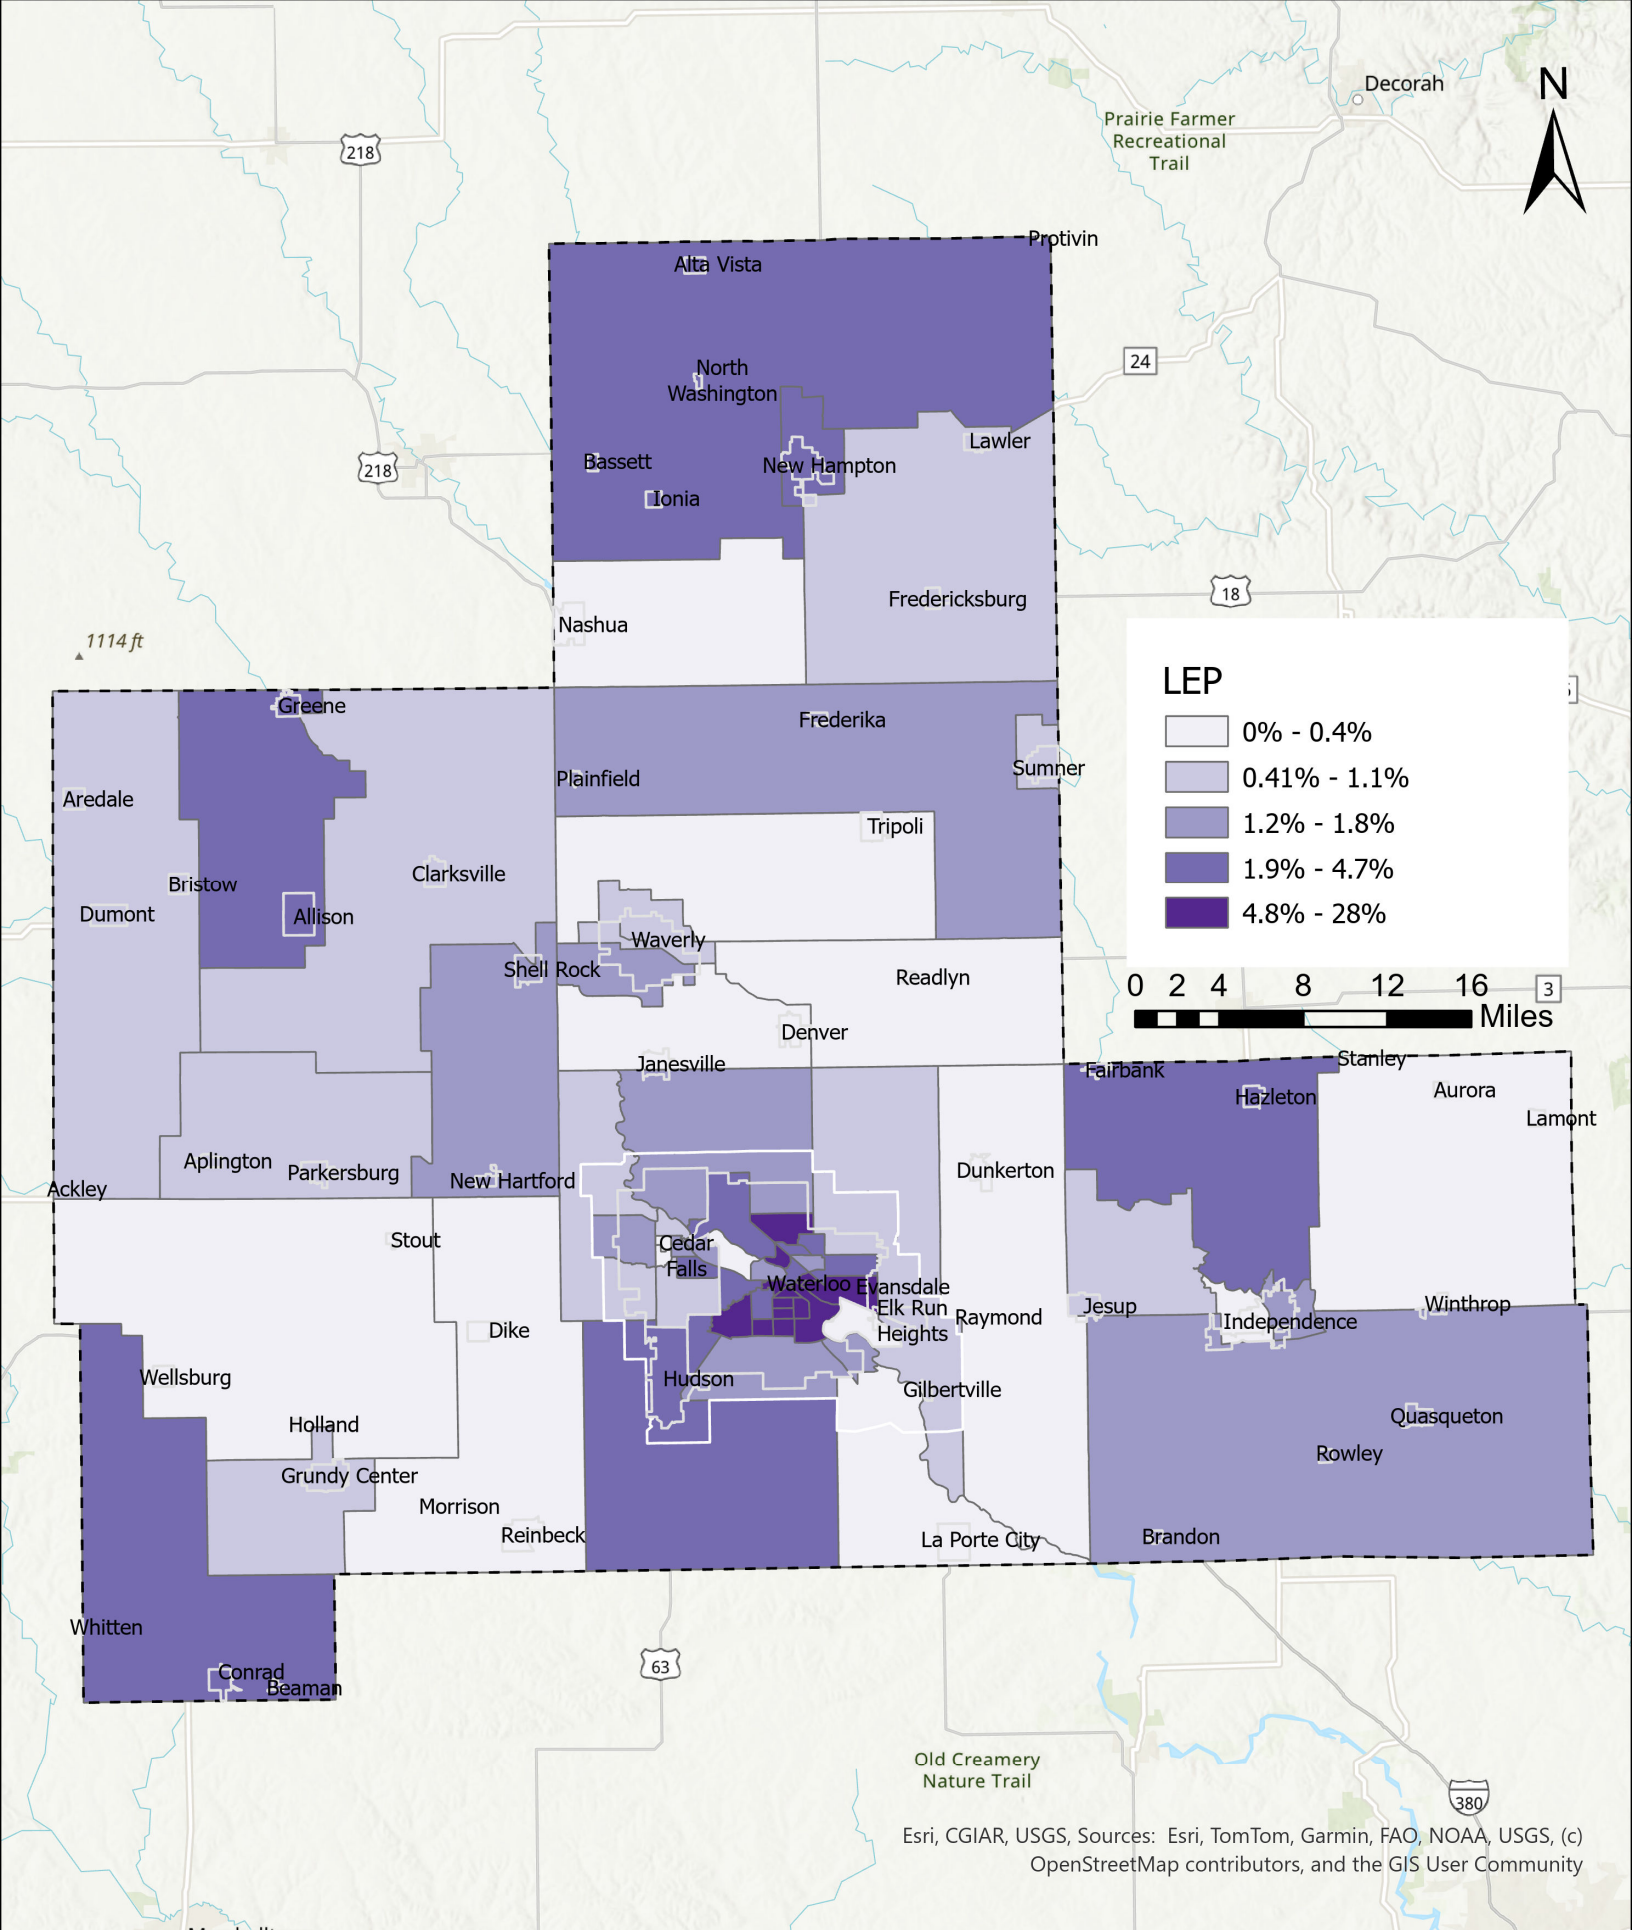 Decorah
N
Prairie Farmer
Recreational
Trail
218
Protivin
Alta Vista
24
North
Washington
Lawler
Bassett
New Hampton
218
Ionia
18
Fredericksburg
Nashua
1114 ft
LEP
0% - 0.4%
0.41% - 1.1%
1.2% - 1.8%
1.9% - 4.7%
4.8% - 28%
Greene
Frederika
Sumner
Plainfield
Aredale
Tripoli
Clarksville
Bristow
Dumont
Allison
Waverly
Shell Rock
Readlyn
0 2 4 8 12 16
Miles
3
Denver
Janesville
Stanley
Fairbank
Hazleton
Aurora
Lamont
Aplington
Parkersburg
New Hartford
Dunkerton
Ackley
Stout
Cedar
Falls
Waterloo
Evansdale
Elk Run
Heights
Raymond
Jesup
Independence
Winthrop
Dike
Wellsburg
Hudson
Gilbertville
Holland
Quasqueton
Rowley
Grundy Center
Morrison
Reinbeck
La Porte City
Brandon
Whitten
Conrad
Beaman
63
Old Creamery
Nature Trail
380
Esri, CGIAR, USGS, Sources: Esri, TomTom, Garmin, FAO, NOAA, USGS, (c)
OpenStreetMap contributors, and the GIS User Community